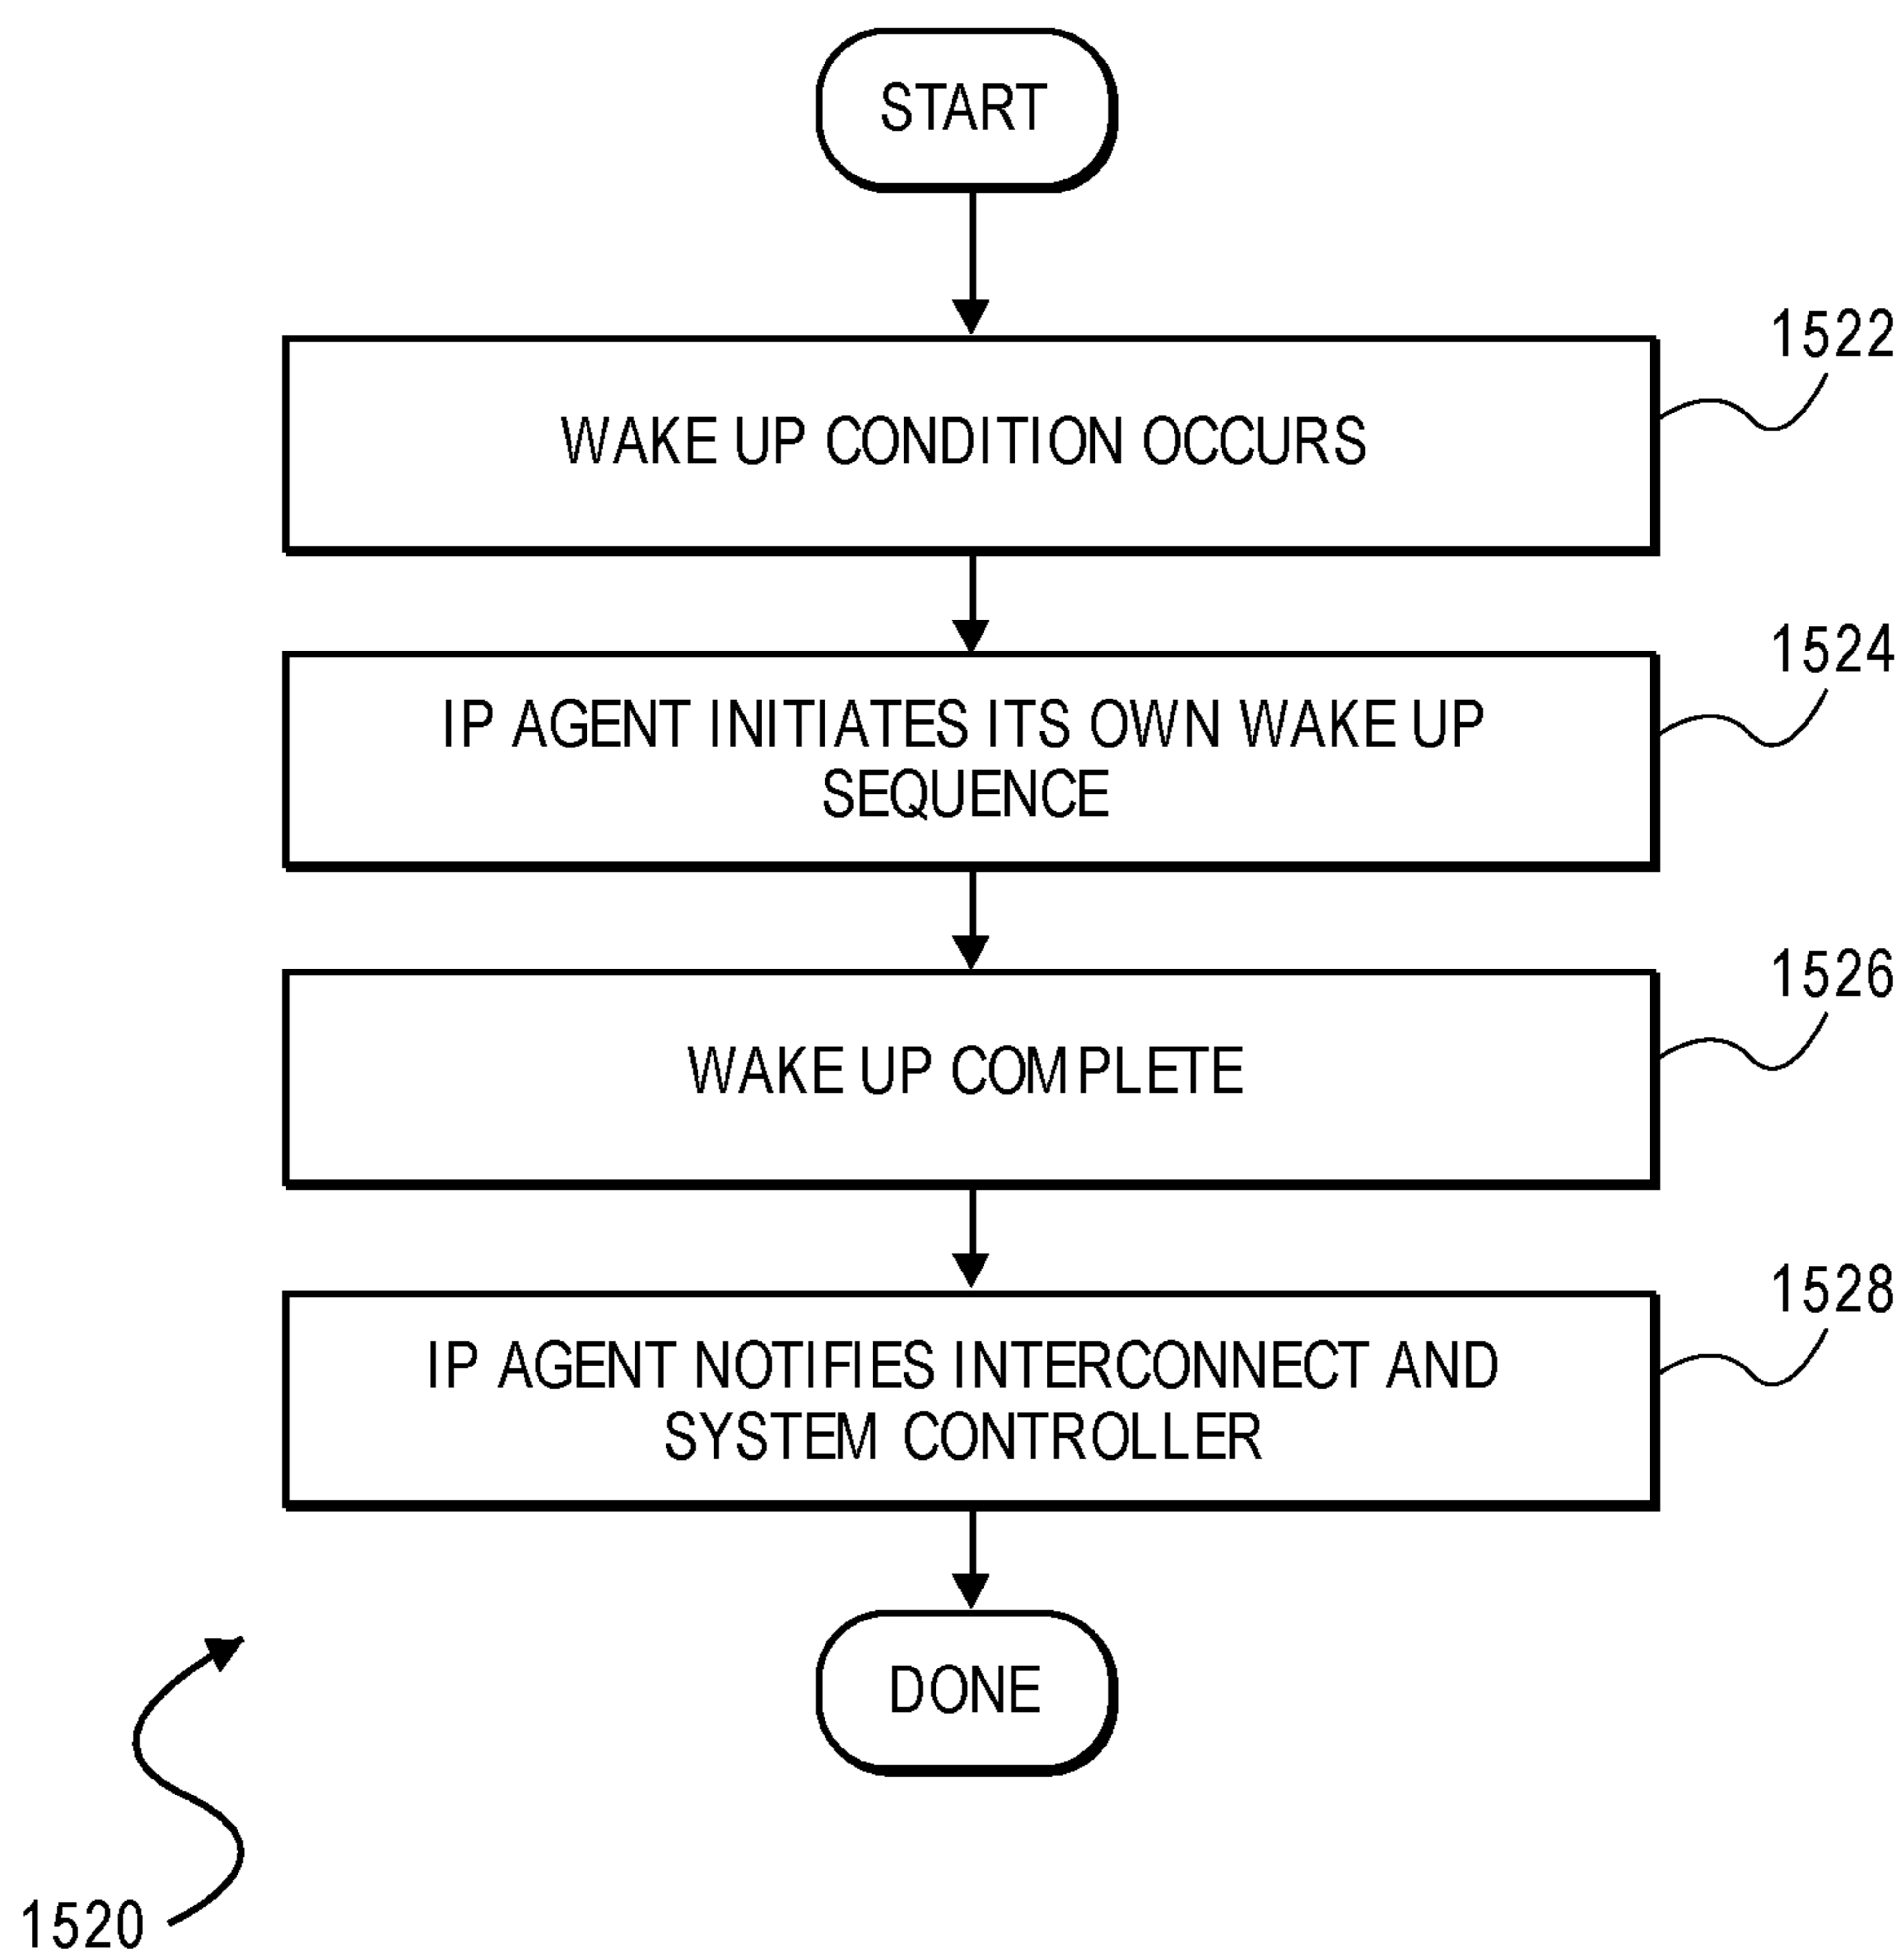 START
1522
WAKE UP CONDITION OCCURS
1524
IP AGENT INITIATES ITS OWN WAKE UP
SEQUENCE
1526
WAKE UP COMPLETE
1528
IP AGENT NOTIFIES INTERCONNECT AND
SYSTEM CONTROLLER
DONE
1520